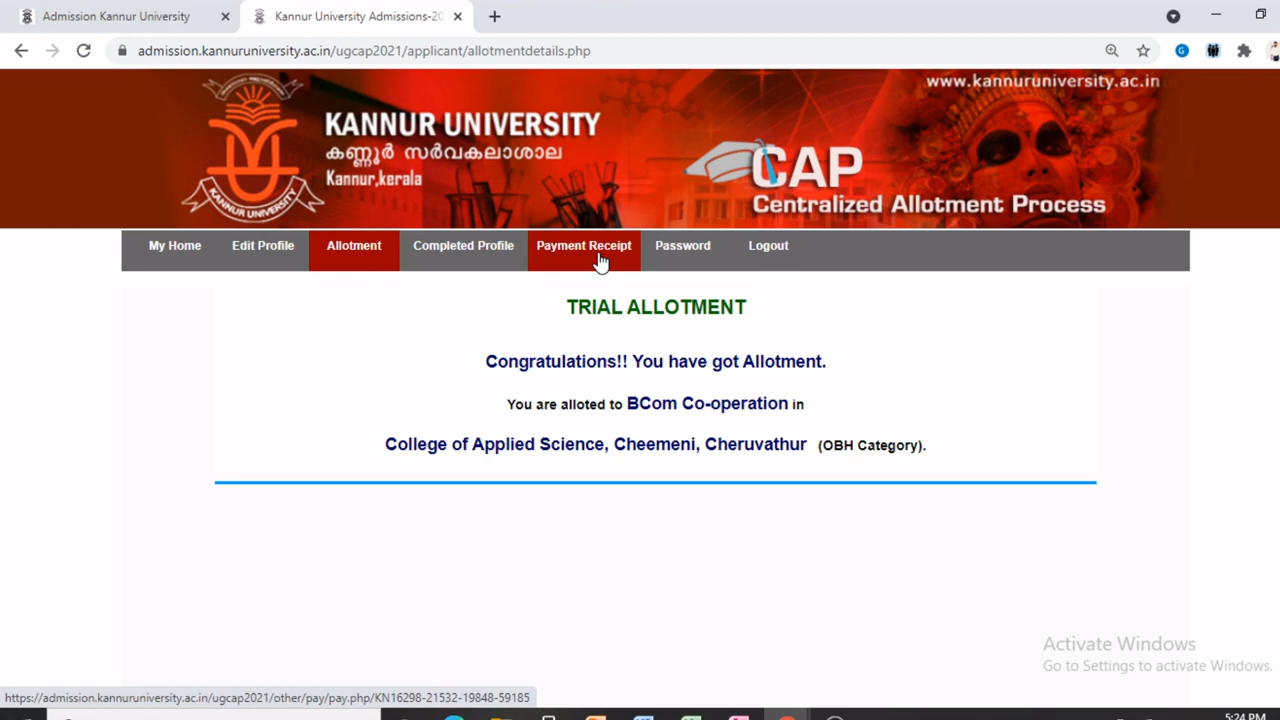 Admission Kannur University
Kannur University Admissions-20
admission.kannuruniversity.ac.in/ugcap2021/applicant/allotmentdetails.php
www.kannuruniversity.ac.in
KANNUR UNIVERSITY
കണ്ണൂർ സർവകലാശാല
Kannur,kerala
KANNUR UNIVERSITY
CAP
Centralized Allotment Process
My Home Edit Profile Allotment Completed Profile Payment Receipt Password Logout
TRIAL ALLOTMENT
Congratulations!! You have got Allotment.
You are alloted to BCom Co-operation in
College of Applied Science, Cheemeni, Cheruvathur (OBH Category).
Activate Windows
Go to Settings to activate Windows.
https://admission.kannuruniversity.ac.in/ugcap2021/other/pay/pay.php/KN16298-21532-19848-59185
5:24 PM